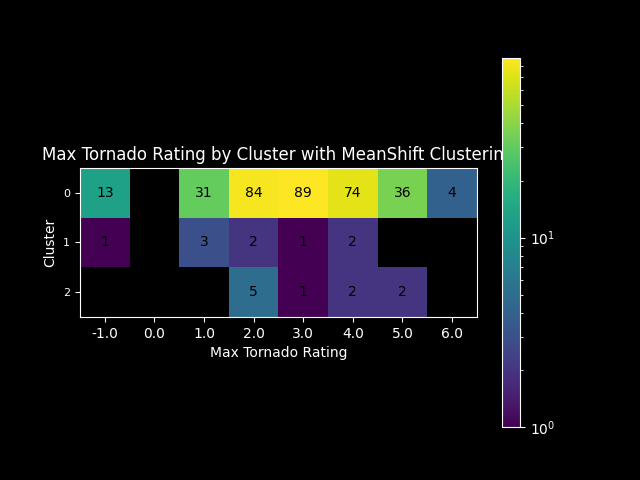 Max Tornado Rating by Cluster with MeanShift Clusterin
0 13 31 84 89 74 36 4
1 1 3 2 1 2
2 5 1 2 2
-1.0 0.0 1.0 2.0 3.0 4.0 5.0 6.0
Max Tornado Rating
Cluster
10^1
10^0